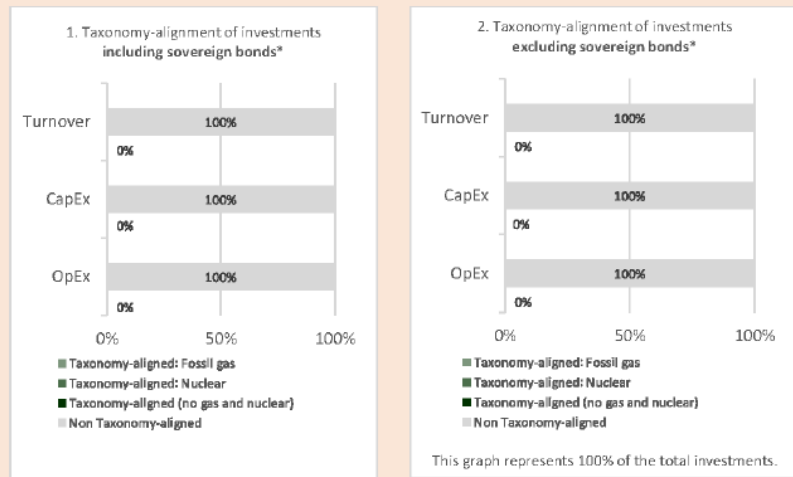 1. Taxonomy-alignment of investments
including sovereign bonds*
Turnover
100%
0%
CapEx
100%
0%
OpEx
100%
0%
0%
50%
100%
Taxonomy-aligned: Fossil gas
Taxonomy-aligned: Nuclear
Taxonomy-aligned (no gas and nuclear)
Non Taxonomy-aligned
2. Taxonomy-alignment of investments
excluding sovereign bonds*
Turnover
100%
0%
CapEx
100%
0%
OpEx
100%
0%
0%
50%
100%
Taxonomy-aligned: Fossil gas
Taxonomy-aligned: Nuclear
Taxonomy-aligned (no gas and nuclear)
Non Taxonomy-aligned
This graph represents 100% of the total investments.